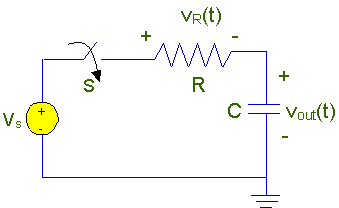 vR(t)
+ -
S R
+
+ Vs C vout(t)
-
-